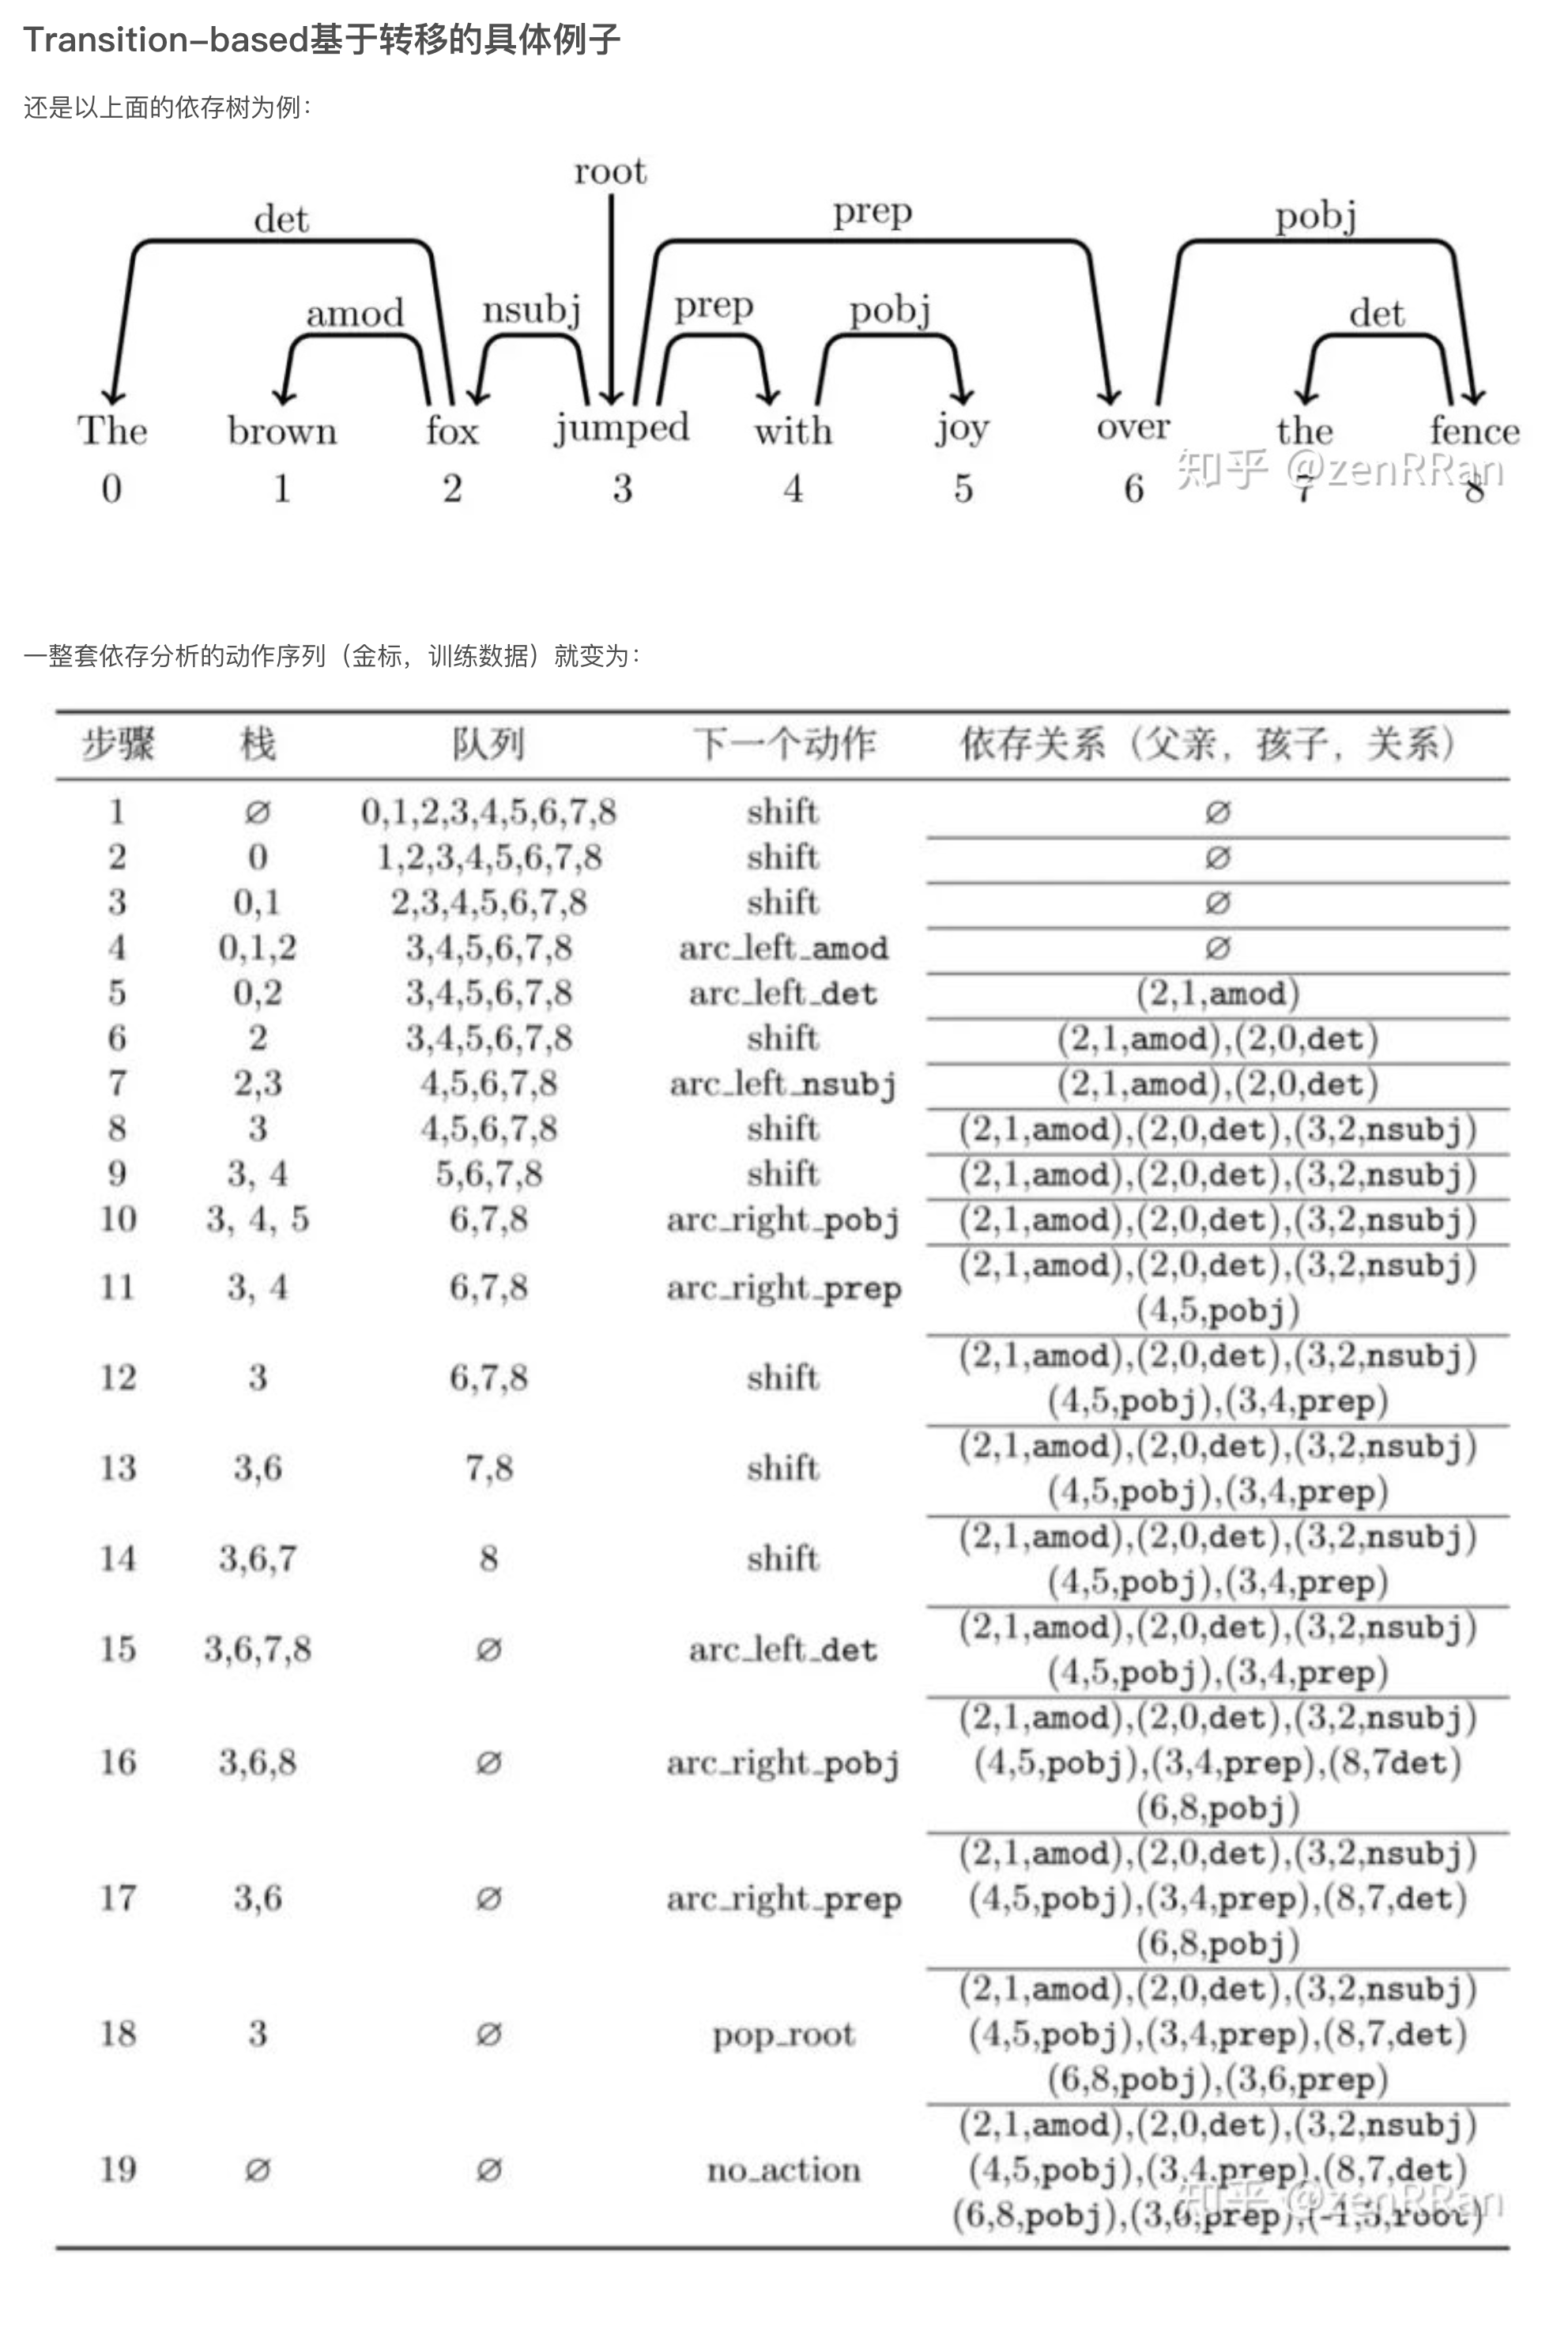 Transition-based基于转移的具体例子
还是以上面的依存树为例：
root
det prep pobj
amod nsubj prep pobj det
The brown fox jumped with joy over the fence
知乎 @zenRRan
0 1 2 3 4 5 6 7 8
一整套依存分析的动作序列（金标，训练数据）就变为：
步骤 栈 队列 下一个动作 依存关系（父亲，孩子，关系）
1 ∅ 0,1,2,3,4,5,6,7,8 shift ∅
2 0 1,2,3,4,5,6,7,8 shift ∅
3 0,1 2,3,4,5,6,7,8 shift ∅
4 0,1,2 3,4,5,6,7,8 arc_left_amod ∅
5 0,2 3,4,5,6,7,8 arc_left_det (2,1,amod)
6 2 3,4,5,6,7,8 shift (2,1,amod),(2,0,det)
7 2,3 4,5,6,7,8 arc_left_nsubj (2,1,amod),(2,0,det)
8 3 4,5,6,7,8 shift (2,1,amod),(2,0,det),(3,2,nsubj)
9 3, 4 5,6,7,8 shift (2,1,amod),(2,0,det),(3,2,nsubj)
10 3, 4, 5 6,7,8 arc_right_pobj (2,1,amod),(2,0,det),(3,2,nsubj)
(2,1,amod),(2,0,det),(3,2,nsubj)
11 3, 4 6,7,8 arc_right_prep
(4,5,pobj)
(2,1,amod),(2,0,det),(3,2,nsubj)
12 3 6,7,8 shift
(4,5,pobj),(3,4,prep)
(2,1,amod),(2,0,det),(3,2,nsubj)
13 3,6 7,8 shift
(4,5,pobj),(3,4,prep)
(2,1,amod),(2,0,det),(3,2,nsubj)
14 3,6,7 8 shift
(4,5,pobj),(3,4,prep)
(2,1,amod),(2,0,det),(3,2,nsubj)
15 3,6,7,8 ∅ arc_left_det
(4,5,pobj),(3,4,prep)
(2,1,amod),(2,0,det),(3,2,nsubj)
16 3,6,8 ∅ arc_right_pobj (4,5,pobj),(3,4,prep),(8,7det)
(6,8,pobj)
(2,1,amod),(2,0,det),(3,2,nsubj)
17 3,6 ∅ arc_right_prep (4,5,pobj),(3,4,prep),(8,7,det)
(6,8,pobj)
(2,1,amod),(2,0,det),(3,2,nsubj)
18 3 ∅ pop_root (4,5,pobj),(3,4,prep),(8,7,det)
(6,8,pobj),(3,6,prep)
(2,1,amod),(2,0,det),(3,2,nsubj)
19 ∅ ∅ no_action (4,5,pobj),(3,4,prep),(8,7,det)
知乎 @zenRRan
(6,8,pobj),(3,6,prep),(-1,3,root)